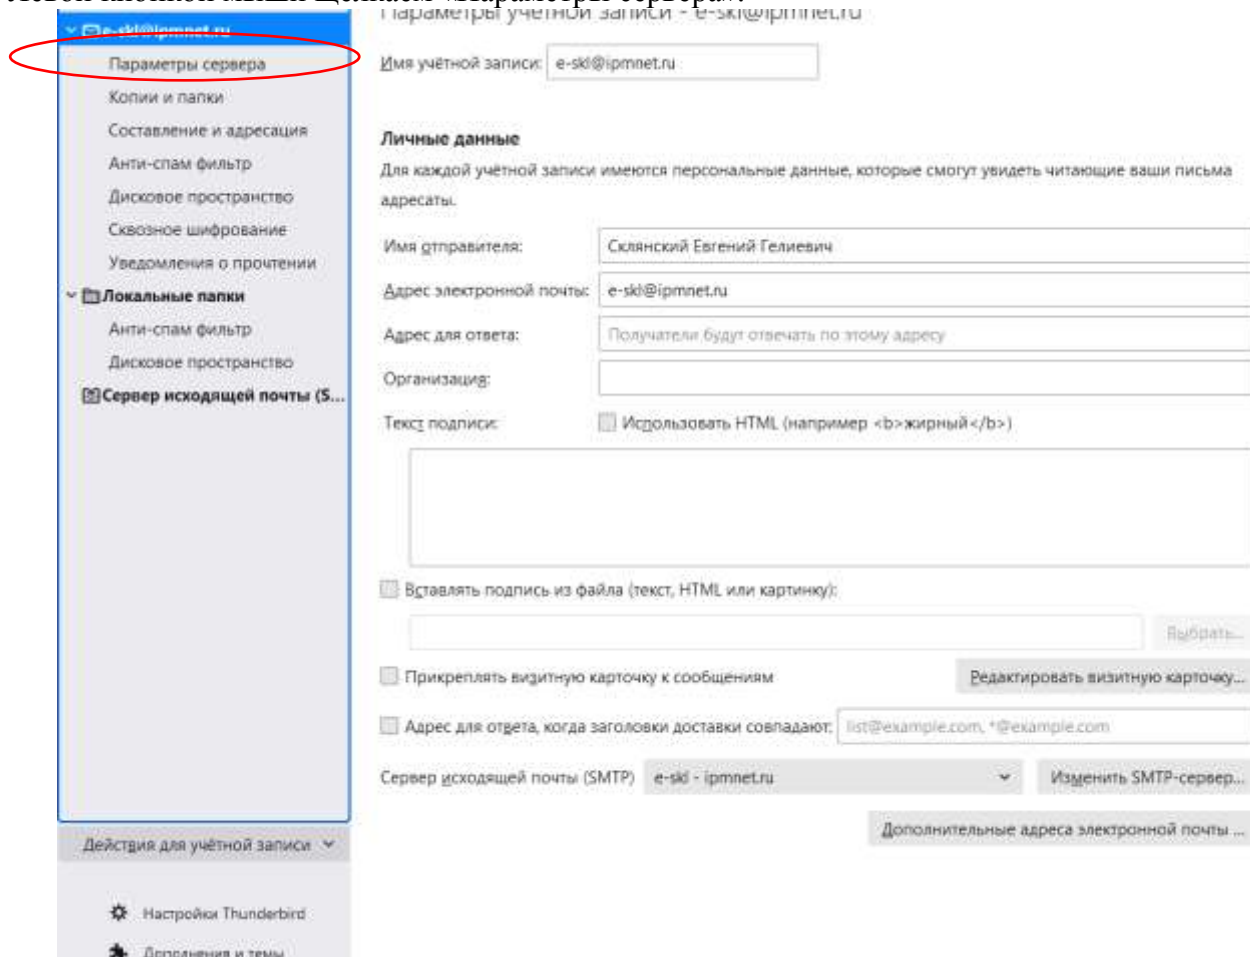 левой кнопкой мыши щелкаем «Параметры сервера».
e-skl@ipmnet.ru
Параметры сервера
Копии и папки
Составление и адресация
Анти-спам фильтр
Дисковое пространство
Сквозное шифрование
Уведомления о прочтении
Локальные папки
Анти-спам фильтр
Дисковое пространство
Сервер исходящей почты (S...
Действия для учётной записи
Настройки Thunderbird
Дополнения и темы
Параметры учётной записи - e-skl@ipmnet.ru
Имя учётной записи: e-skl@ipmnet.ru
Личные данные
Для каждой учётной записи имеются персональные данные, которые смогут увидеть читающие ваши письма
адресаты.
Имя отправителя: Склянский Евгений Гелиевич
Адрес электронной почты: e-skl@ipmnet.ru
Адрес для ответа: Получатели будут отвечать по этому адресу
Организация:
Текст подписи: Использовать HTML (например <b>жирный</b>)
Вставлять подпись из файла (текст, HTML или картинку):
Выбрать...
Прикреплять визитную карточку к сообщениям Редактировать визитную карточку...
Адрес для ответа, когда заголовки доставки совпадают: list@example.com, *@example.com
Сервер исходящей почты (SMTP) e-skl - ipmnet.ru Изменить SMTP-сервер...
Дополнительные адреса электронной почты ...